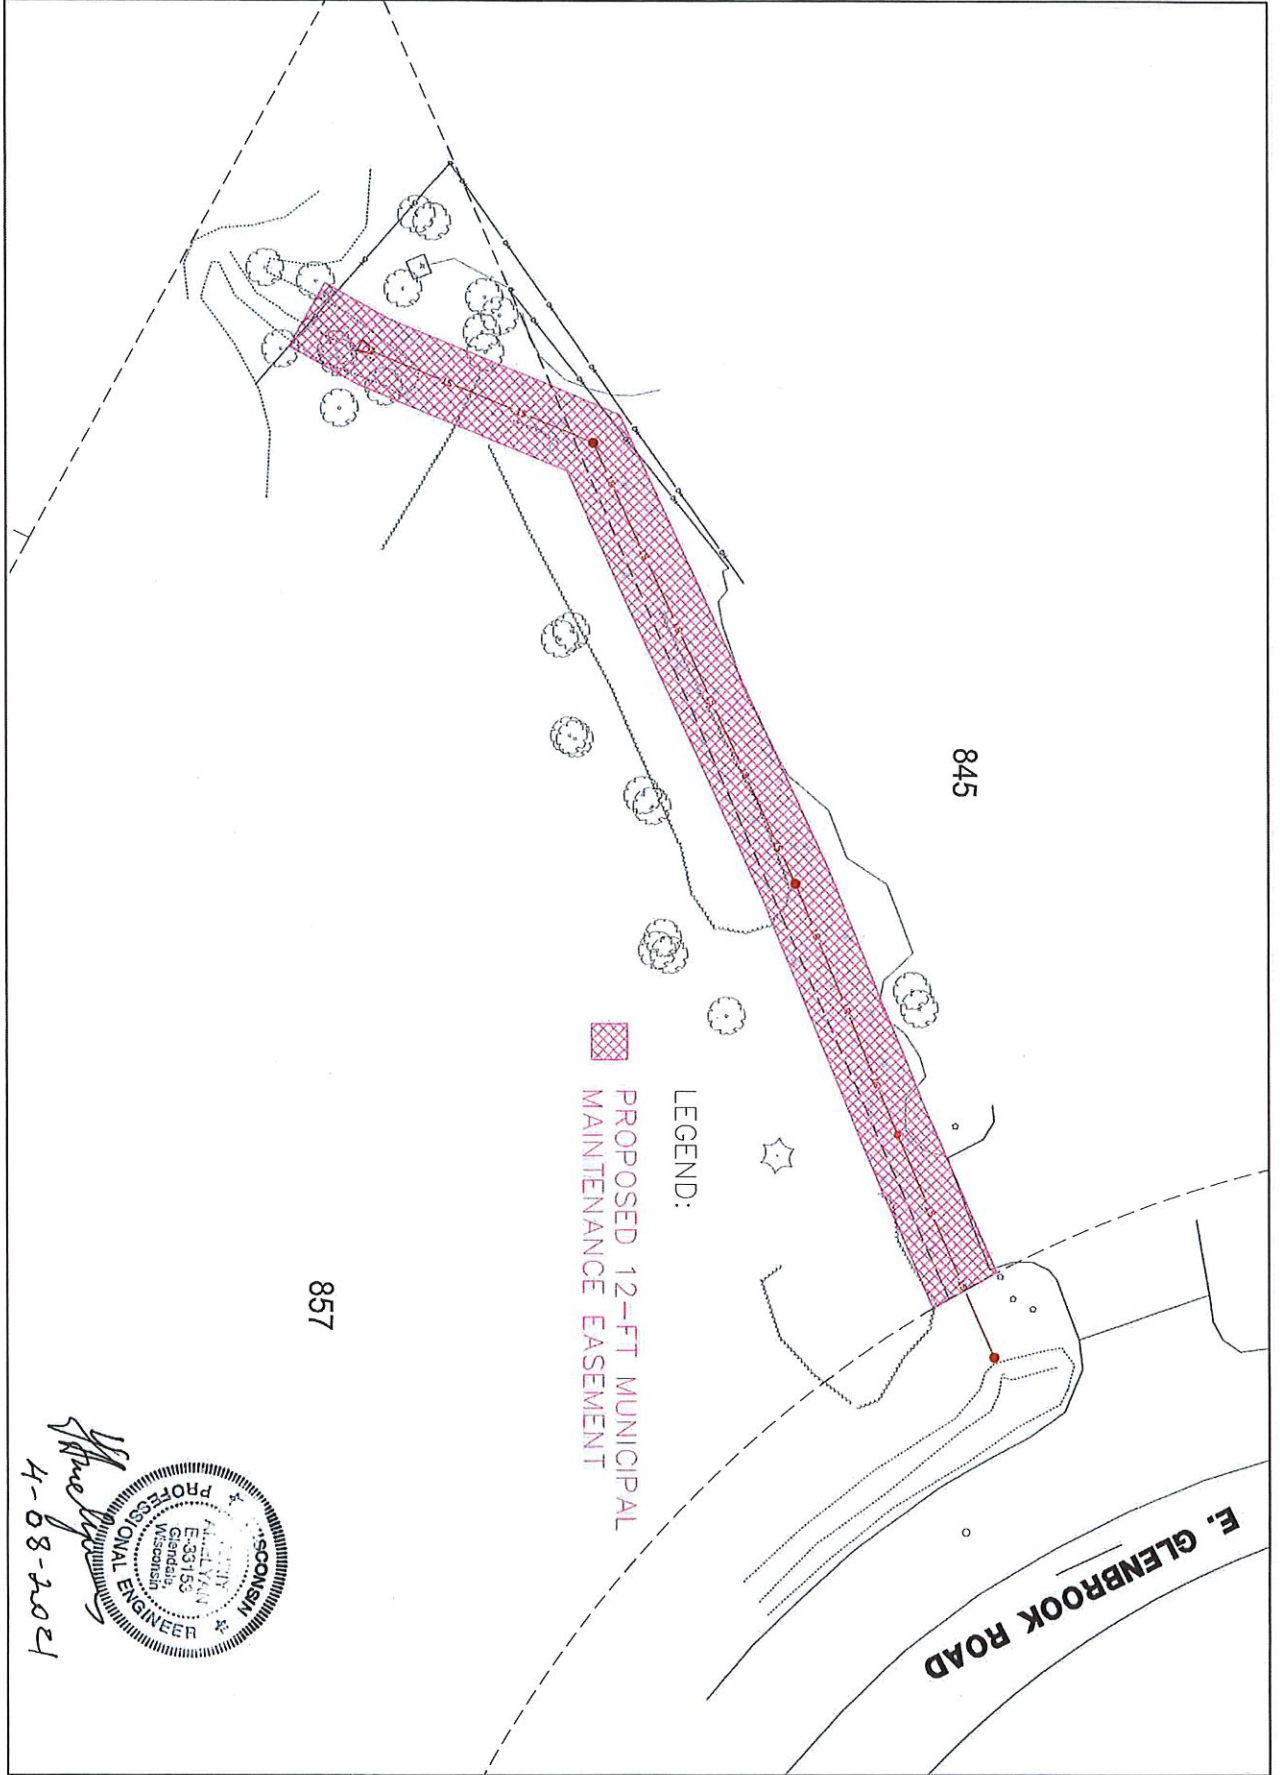 845
LEGEND:
PROPOSED 12-FT MUNICIPAL
MAINTENANCE EASEMENT
857
E. GLENBROOK ROAD
WISCONSIN
E-33153
Glendale,
Wisconsin
PROFESSIONAL ENGINEER
4-08-2021